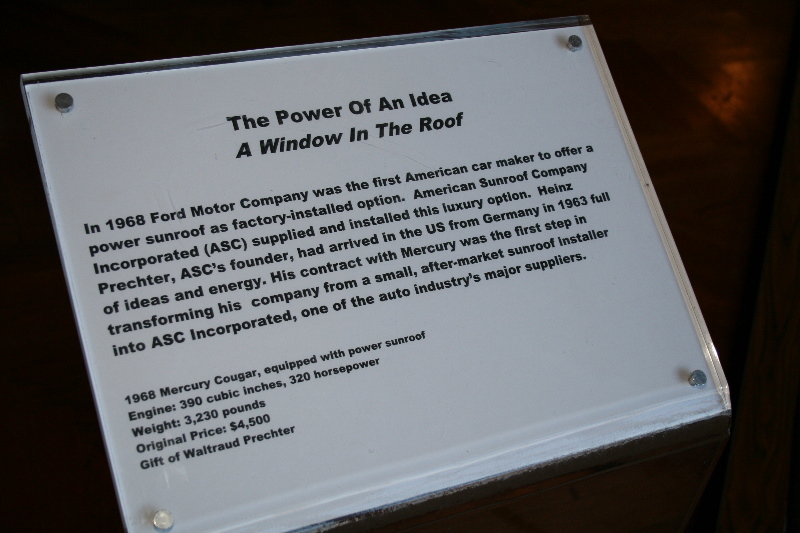 The Power Of An Idea
A Window In The Roof
In 1968 Ford Motor Company was the first American car maker to offer a
power sunroof as factory-installed option. American Sunroof Company
Incorporated (ASC) supplied and installed this luxury option. Heinz
Prechter, ASC's founder, had arrived in the US from Germany in 1963 full
of ideas and energy. His contract with Mercury was the first step in
transforming his company from a small, after-market sunroof installer
into ASC Incorporated, one of the auto industry's major suppliers.
1968 Mercury Cougar, equipped with power sunroof
Engine: 390 cubic inches, 320 horsepower
Weight: 3,230 pounds
Original Price: $4,500
Gift of Waltraud Prechter